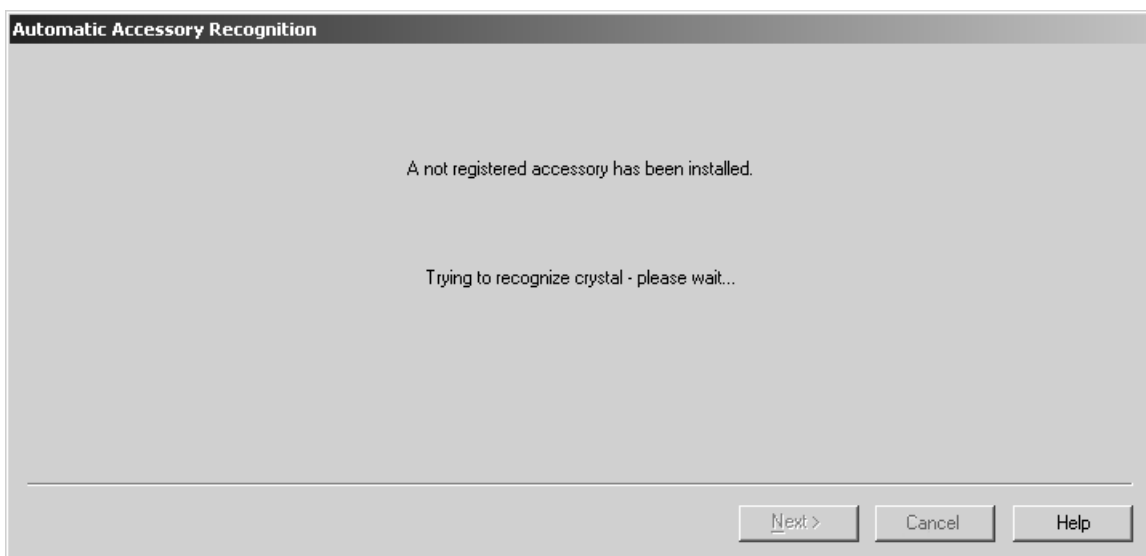 Automatic Accessory Recognition
A not registered accessory has been installed.
Trying to recognize crystal - please wait...
Next >
Cancel
Help